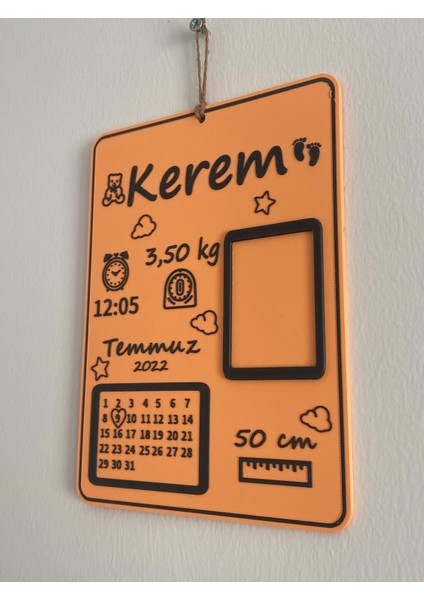 Kerem
3,50 kg
0
12:05
Temmuz
2022
1 2 3 4 5 6 7
8 9 10 11 12 13 14
15 16 17 18 19 20 21
22 23 24 25 26 27 28
29 30 31
50 cm